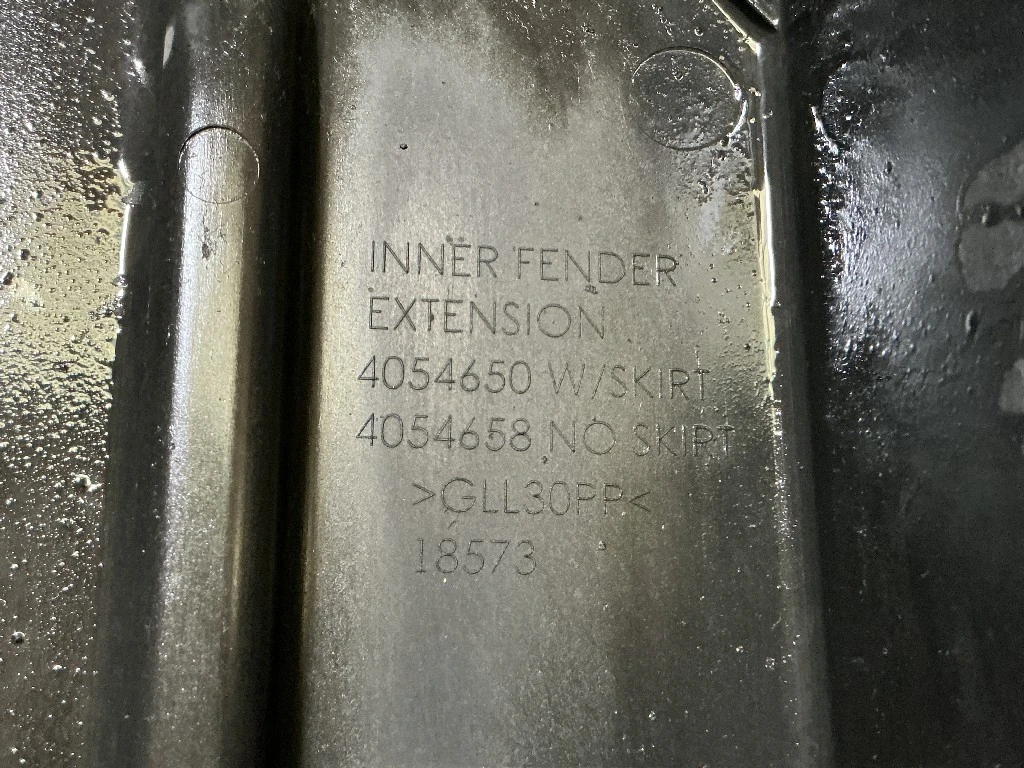 INNER FENDER
EXTENSION
4054650 W/SKIRT
4054658 NO SKIRT
>GLL30PP<
18573